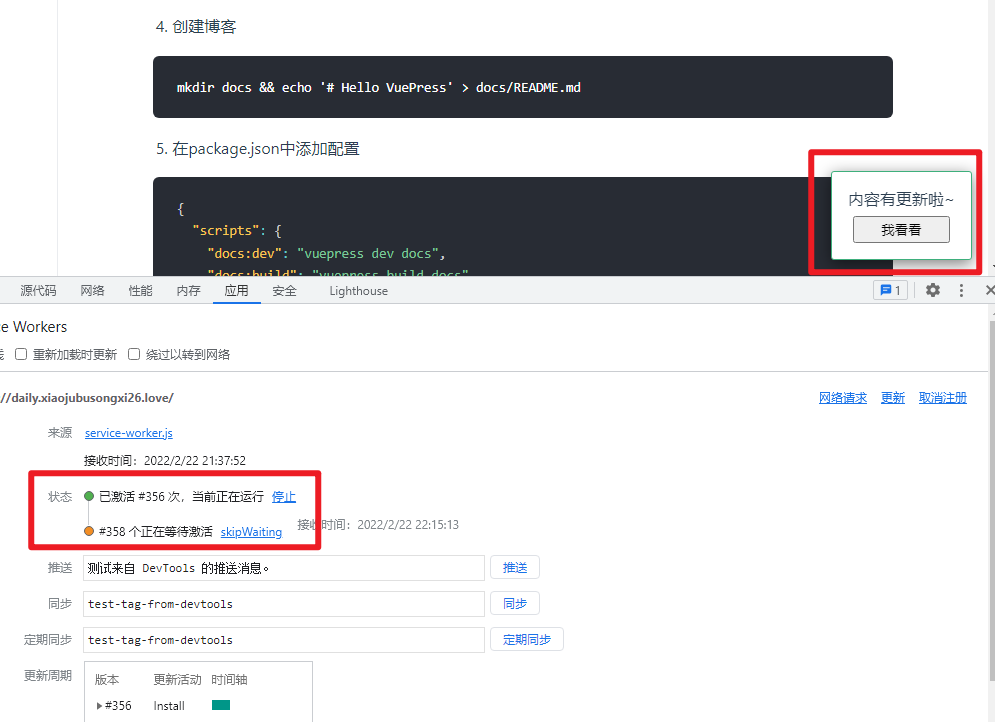 4. 创建博客
mkdir docs && echo '# Hello VuePress' > docs/README.md
5. 在package.json中添加配置
{
"scripts": {
"docs:dev": "vuepress dev docs",
"docs:build": "vuepress build docs"
内容有更新啦~
我看看
源代码 网络 性能 内存 应用 安全 Lighthouse 1
e Workers
重新加载时更新 绕过以转到网络
//daily.xiaojubusongxi26.love/ 网络请求 更新 取消注册
来源 service-worker.js
接收时间：2022/2/22 21:37:52
状态 已激活 #356 次，当前正在运行 停止
#358 个正在等待激活 skipWaiting 接收时间：2022/2/22 22:15:13
推送 测试来自 DevTools 的推送消息。 推送
同步 test-tag-from-devtools 同步
定期同步 test-tag-from-devtools 定期同步
更新周期 版本 更新活动 时间轴
#356 Install